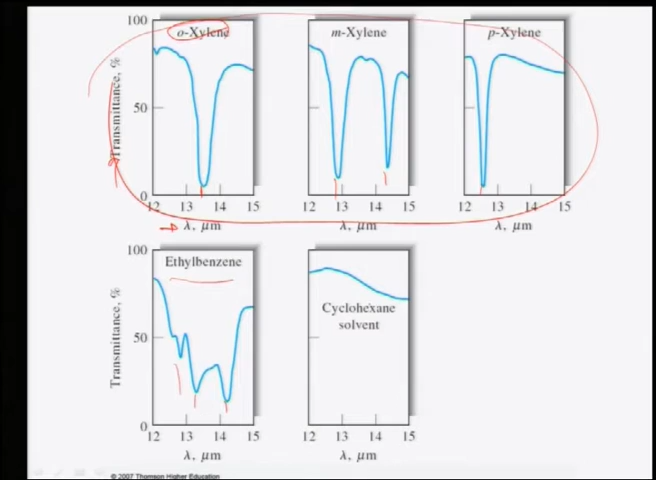 o-Xylene
m-Xylene
p-Xylene
100
50
0
Transmittance, %
12 13 14 15
12 13 14 15
12 13 14 15
λ, μm
λ, μm
λ, μm
Ethylbenzene
Cyclohexane
solvent
100
50
0
Transmittance, %
12 13 14 15
12 13 14 15
λ, μm
λ, μm
© 2007 Thomson Higher Education